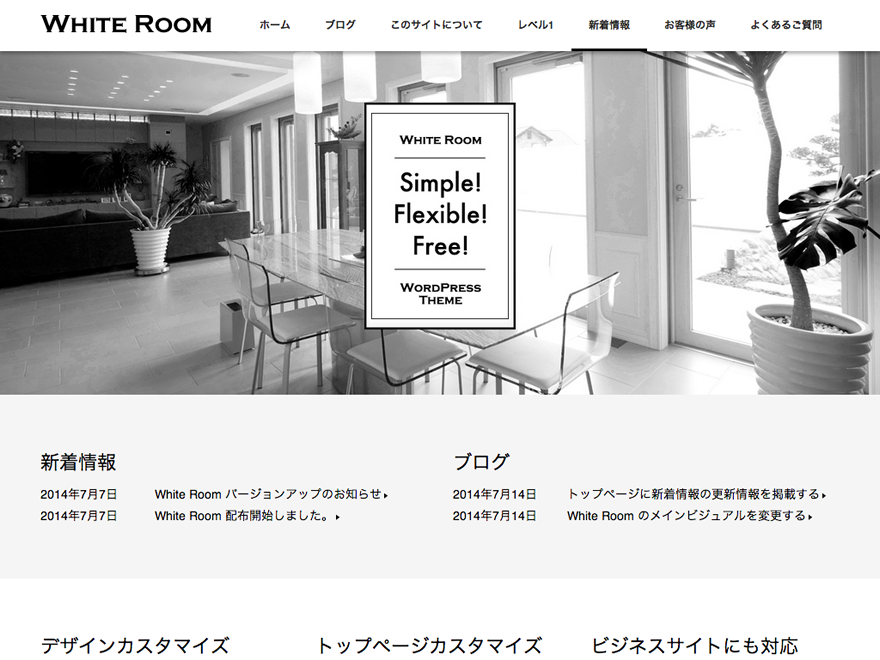 WHITE ROOM
ホーム ブログ このサイトについて レベル1 新着情報 お客様の声 よくあるご質問
WHITE ROOM
Simple!
Flexible!
Free!
WORDPRESS
THEME
新着情報
2014年7月7日 White Room バージョンアップのお知らせ
2014年7月7日 White Room 配布開始しました。
ブログ
2014年7月14日 トップページに新着情報の更新情報を掲載する
2014年7月14日 White Room のメインビジュアルを変更する
デザインカスタマイズ
トップページカスタマイズ
ビジネスサイトにも対応